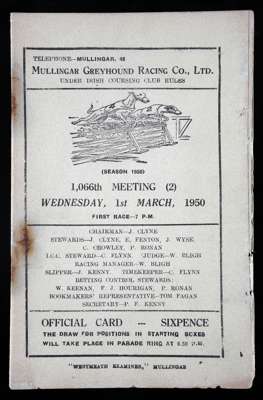 TELEPHONE—MULLINGAR. 48
MULLINGAR GREYHOUND RACING CO., LTD.
UNDER IRISH COURSING CLUB RULES
(SEASON 1950)
1,066th MEETING (2)
WEDNESDAY, 1st MARCH, 1950
FIRST RACE—7 P.M.
CHAIRMAN—J. CLYNE
STEWARDS—J. CLYNE, E. FENTON, J. WYSE
C. CROWLEY, P. RONAN
I.C.C. STEWARD—C. FLYNN JUDGE—W. BLIGH
RACING MANAGER—W. BLIGH
SLIPPER—J. KENNY. TIMEKEEPER—C. FLYNN
BETTING CONTROL STEWARDS:
W. KEENAN, F. J. HOURIGAN, P. RONAN
BOOKMAKERS' REPRESENTATIVE—TOM FAGAN
SECRETARY—P. F. KENNY
OFFICIAL CARD — SIXPENCE
THE DRAW FOR POSITIONS IN STARTING BOXES
WILL TAKE PLACE IN PARADE RING AT 6.50 P.M.
"WESTMEATH EXAMINER," MULLINGAR